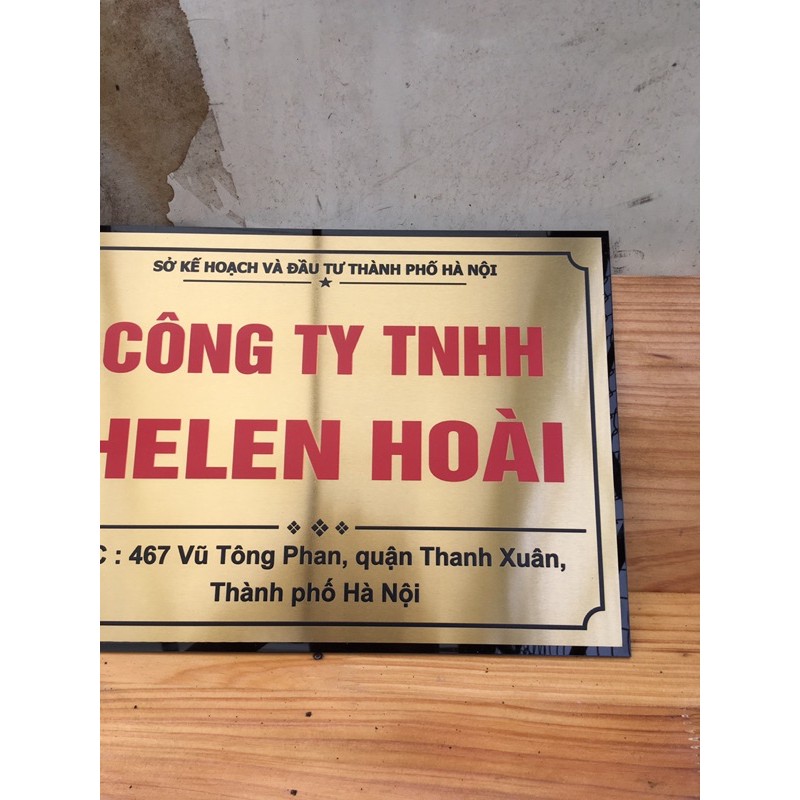 SỞ KẾ HOẠCH VÀ ĐẦU TƯ THÀNH PHỐ HÀ NỘI
CÔNG TY TNHH
HELEN HOÀI
C : 467 Vũ Tông Phan, quận Thanh Xuân,
Thành phố Hà Nội